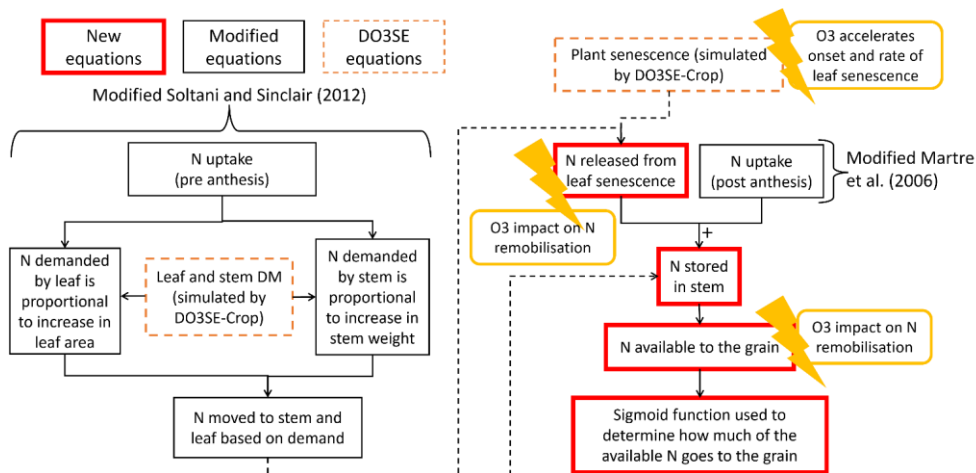 New
equations
Modified
equations
DO3SE
equations
Modified Soltani and Sinclair (2012)
N uptake
(pre anthesis)
N demanded
by leaf is
proportional
to increase in
leaf area
Leaf and stem DM
(simulated by
DO3SE-Crop)
N demanded
by stem is
proportional
to increase in
stem weight
N moved to stem and
leaf based on demand
Plant senescence (simulated
by DO3SE-Crop)
O3 accelerates
onset and rate of
leaf senescence
N released from
leaf senescence
N uptake
(post anthesis)
Modified Martre
et al. (2006)
O3 impact on N
remobilisation
+
N stored
in stem
N available to the grain
O3 impact on N
remobilisation
Sigmoid function used to
determine how much of the
available N goes to the grain